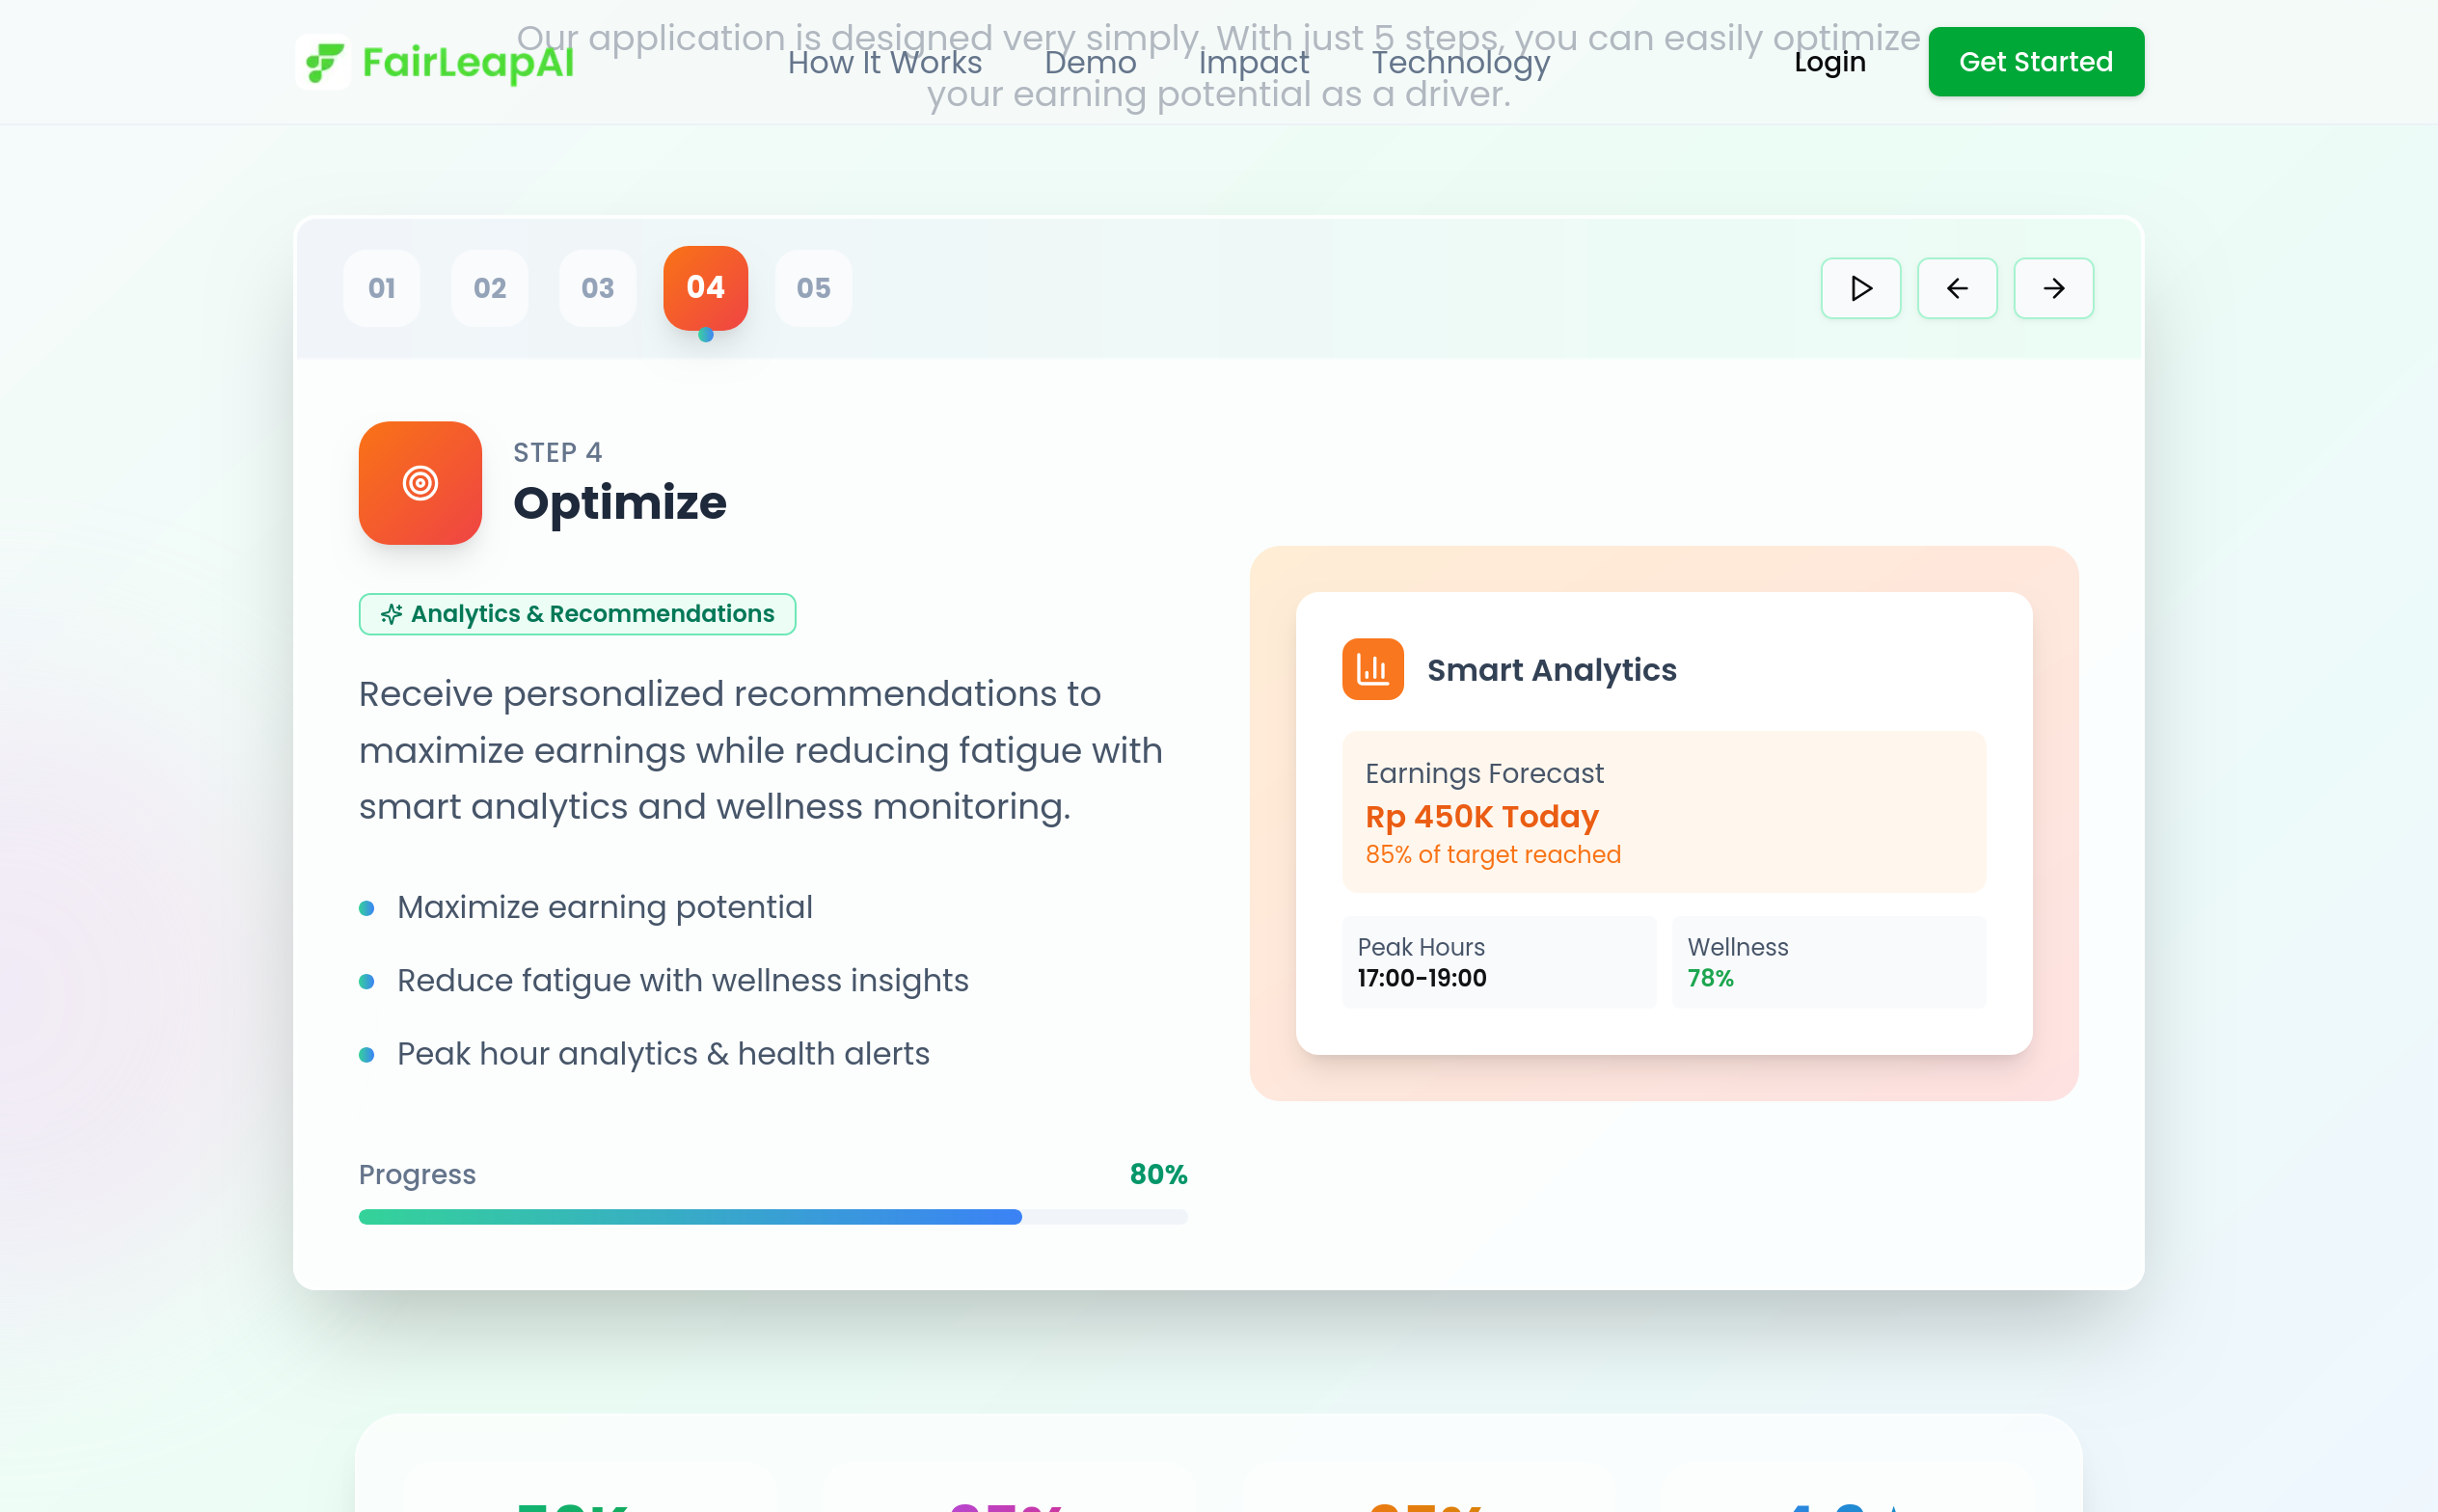 Our application is designed very simply. With just 5 steps, you can easily optimize
your earning potential as a driver.
FairLeapAI
How It Works
Demo
Impact
Technology
Login
Get Started
01
02
03
04
05
STEP 4
Optimize
Analytics & Recommendations
Receive personalized recommendations to
maximize earnings while reducing fatigue with
smart analytics and wellness monitoring.
Maximize earning potential
Reduce fatigue with wellness insights
Peak hour analytics & health alerts
Progress
80%
Smart Analytics
Earnings Forecast
Rp 450K Today
85% of target reached
Peak Hours
17:00-19:00
Wellness
78%